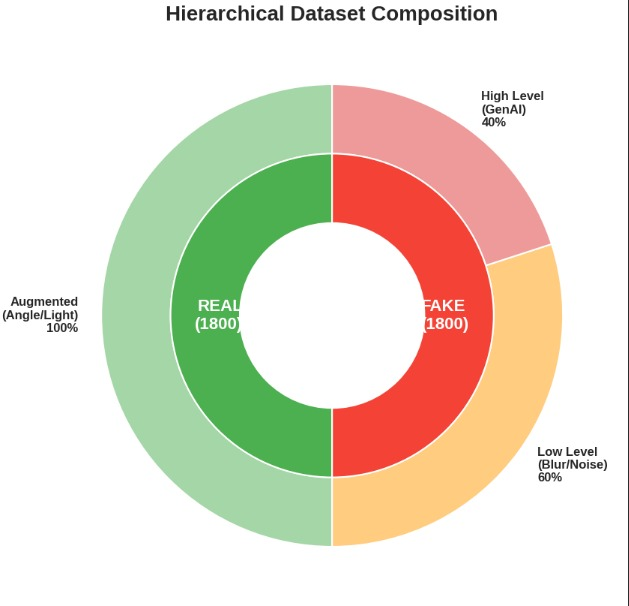 Hierarchical Dataset Composition
High Level
(GenAI)
40%
Augmented
(Angle/Light)
100%
REAL
(1800)
FAKE
(1800)
Low Level
(Blur/Noise)
60%